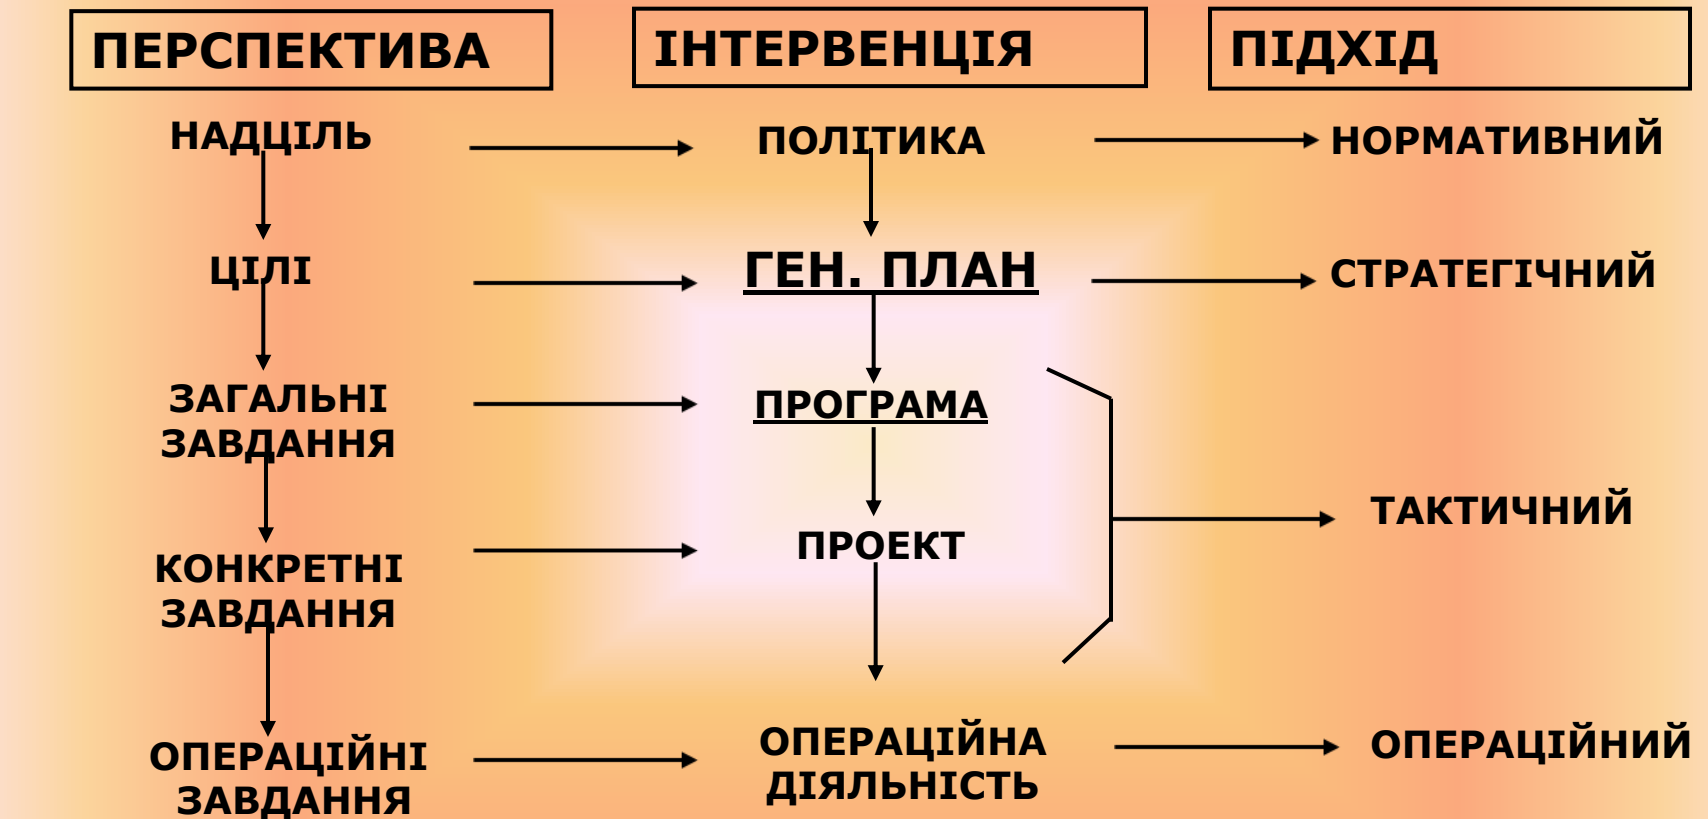 ПЕРСПЕКТИВА
ІНТЕРВЕНЦІЯ
ПІДХІД
НАДЦІЛЬ
ПОЛІТИКА
НОРМАТИВНИЙ
ЦІЛІ
ГЕН. ПЛАН
СТРАТЕГІЧНИЙ
ЗАГАЛЬНІ
ЗАВДАННЯ
ПРОГРАМА
ТАКТИЧНИЙ
КОНКРЕТНІ
ЗАВДАННЯ
ПРОЕКТ
ОПЕРАЦІЙНІ
ЗАВДАННЯ
ОПЕРАЦІЙНА
ДІЯЛЬНІСТЬ
ОПЕРАЦІЙНИЙ